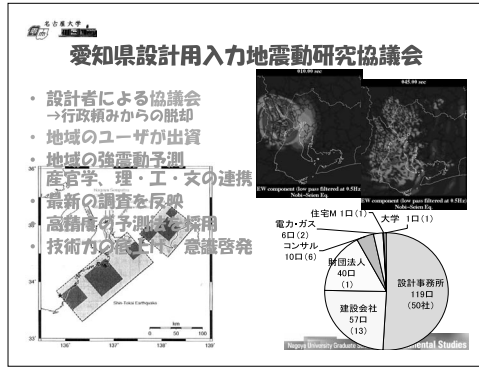 名古屋大学
愛知県設計用入力地震動研究協議会
・ 設計者による協議会
→行政頼みからの脱却
・ 地域のユーザが出資
・ 地域の強震動予測
産官学、理・工・文の連携
・ 最新の調査を反映
高精度の予測法を採用
・ 技術力の底上げ、意識啓発
010.00 sec
045.00 sec
EW component (low pass filtered at 0.5Hz)
Nobi-Sein Eq.
EW component (low pass filtered at 0.5Hz)
Nobi-Sein Eq.
住宅M 1口(1)
大学 1口(1)
電力・ガス
6口(2)
コンサル
10口(6)
財団法人
40口
(1)
建設会社
57口
(13)
設計事務所
119口
(50社)
35°
34°
33°
136°
137°
138°
139°
Shin-Tokai Earthquake
km
0 50 100
Nagoya University Graduate School
mental Studies